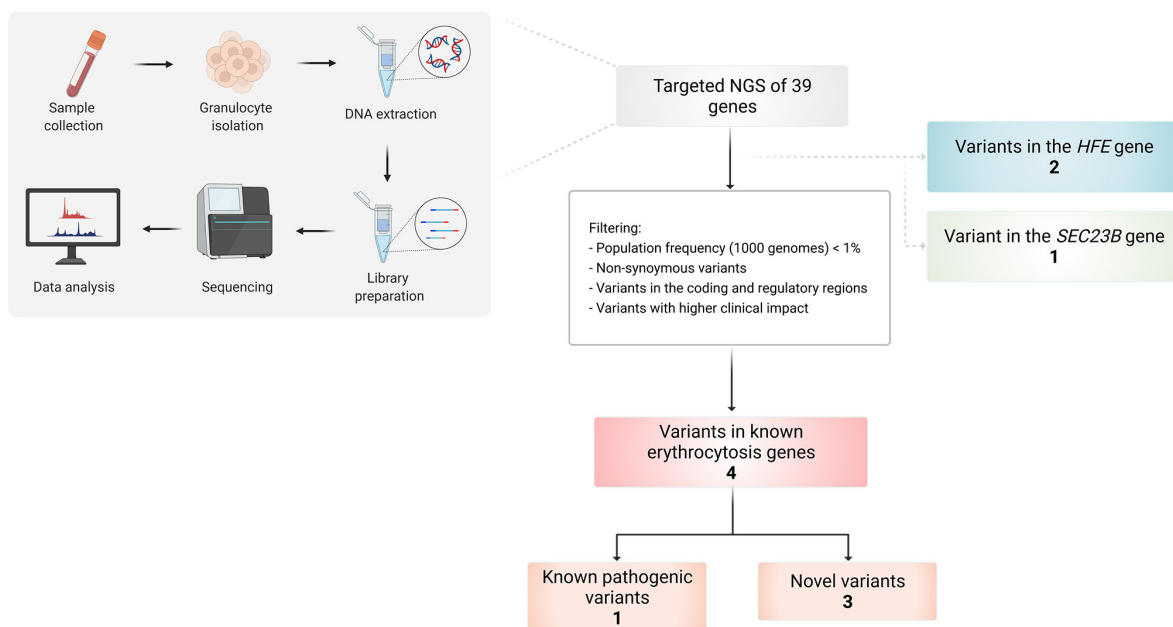 Sample
collection
Granulocyte
isolation
DNA extraction
Data analysis
Sequencing
Library
preparation
Targeted NGS of 39
genes
Variants in the HFE gene
2
Variant in the SEC23B gene
1
Filtering:
- Population frequency (1000 genomes) < 1%
- Non-synoymous variants
- Variants in the coding and regulatory regions
- Variants with higher clinical impact
Variants in known
erythrocytosis genes
4
Known pathogenic
variants
1
Novel variants
3